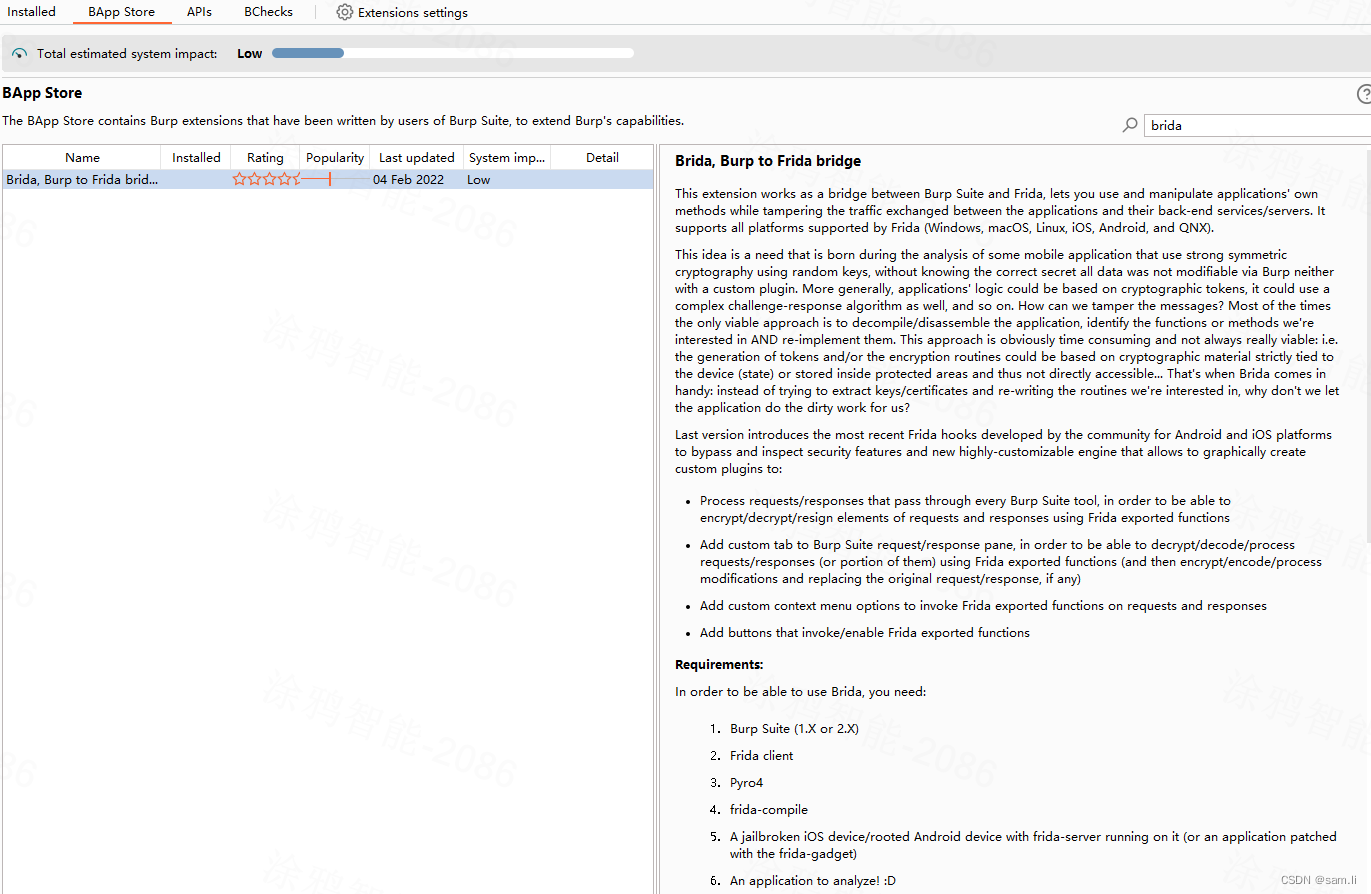 Installed BApp Store APIs BChecks Extensions settings
Total estimated system impact: Low
BApp Store
The BApp Store contains Burp extensions that have been written by users of Burp Suite, to extend Burp's capabilities.
brida
Name Installed Rating Popularity Last updated System imp... Detail
Brida, Burp to Frida brid... 04 Feb 2022 Low
Brida, Burp to Frida bridge
This extension works as a bridge between Burp Suite and Frida, lets you use and manipulate applications' own
methods while tampering the traffic exchanged between the applications and their back-end services/servers. It
supports all platforms supported by Frida (Windows, macOS, Linux, iOS, Android, and QNX).
This idea is a need that is born during the analysis of some mobile application that use strong symmetric
cryptography using random keys, without knowing the correct secret all data was not modifiable via Burp neither
with a custom plugin. More generally, applications' logic could be based on cryptographic tokens, it could use a
complex challenge-response algorithm as well, and so on. How can we tamper the messages? Most of the times
the only viable approach is to decompile/disassemble the application, identify the functions or methods we're
interested in AND re-implement them. This approach is obviously time consuming and not always really viable: i.e.
the generation of tokens and/or the encryption routines could be based on cryptographic material strictly tied to
the device (state) or stored inside protected areas and thus not directly accessible... That's when Brida comes in
handy: instead of trying to extract keys/certificates and re-writing the routines we're interested in, why don't we let
the application do the dirty work for us?
Last version introduces the most recent Frida hooks developed by the community for Android and iOS platforms
to bypass and inspect security features and new highly-customizable engine that allows to graphically create
custom plugins to:
• Process requests/responses that pass through every Burp Suite tool, in order to be able to
encrypt/decrypt/resign elements of requests and responses using Frida exported functions
• Add custom tab to Burp Suite request/response pane, in order to be able to decrypt/decode/process
requests/responses (or portion of them) using Frida exported functions (and then encrypt/encode/process
modifications and replacing the original request/response, if any)
• Add custom context menu options to invoke Frida exported functions on requests and responses
• Add buttons that invoke/enable Frida exported functions
Requirements:
In order to be able to use Brida, you need:
1. Burp Suite (1.X or 2.X)
2. Frida client
3. Pyro4
4. frida-compile
5. A jailbroken iOS device/rooted Android device with frida-server running on it (or an application patched
with the frida-gadget)
6. An application to analyze! :D
涂鸦智能-2086
CSDN @sam.li